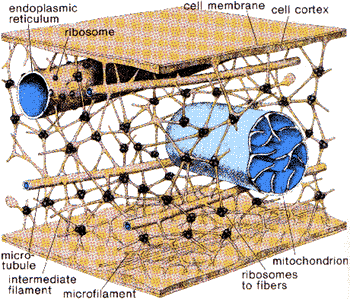 endoplasmic
reticulum
ribosome
cell membrane
cell cortex
micro-
tubule
intermediate
filament
microfilament
ribosomes
to fibers
mitochondrion